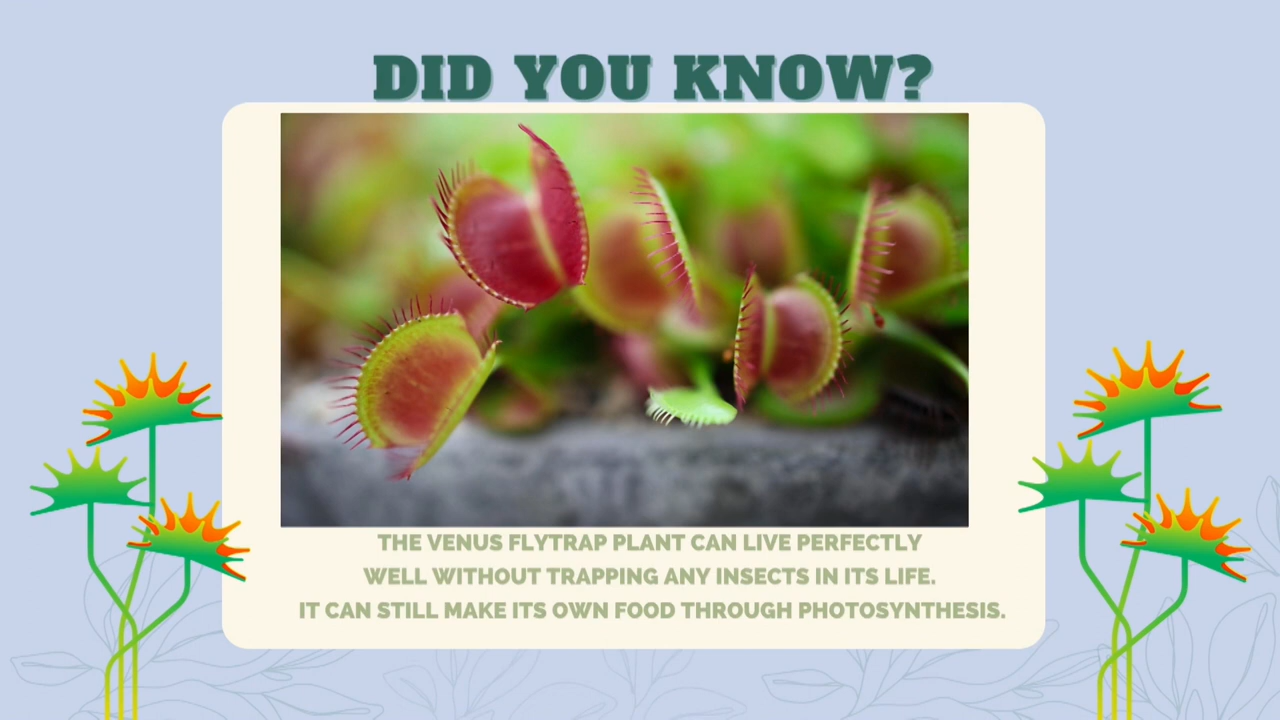 DID YOU KNOW?
THE VENUS FLYTRAP PLANT CAN LIVE PERFECTLY
WELL WITHOUT TRAPPING ANY INSECTS IN ITS LIFE.
IT CAN STILL MAKE ITS OWN FOOD THROUGH PHOTOSYNTHESIS.